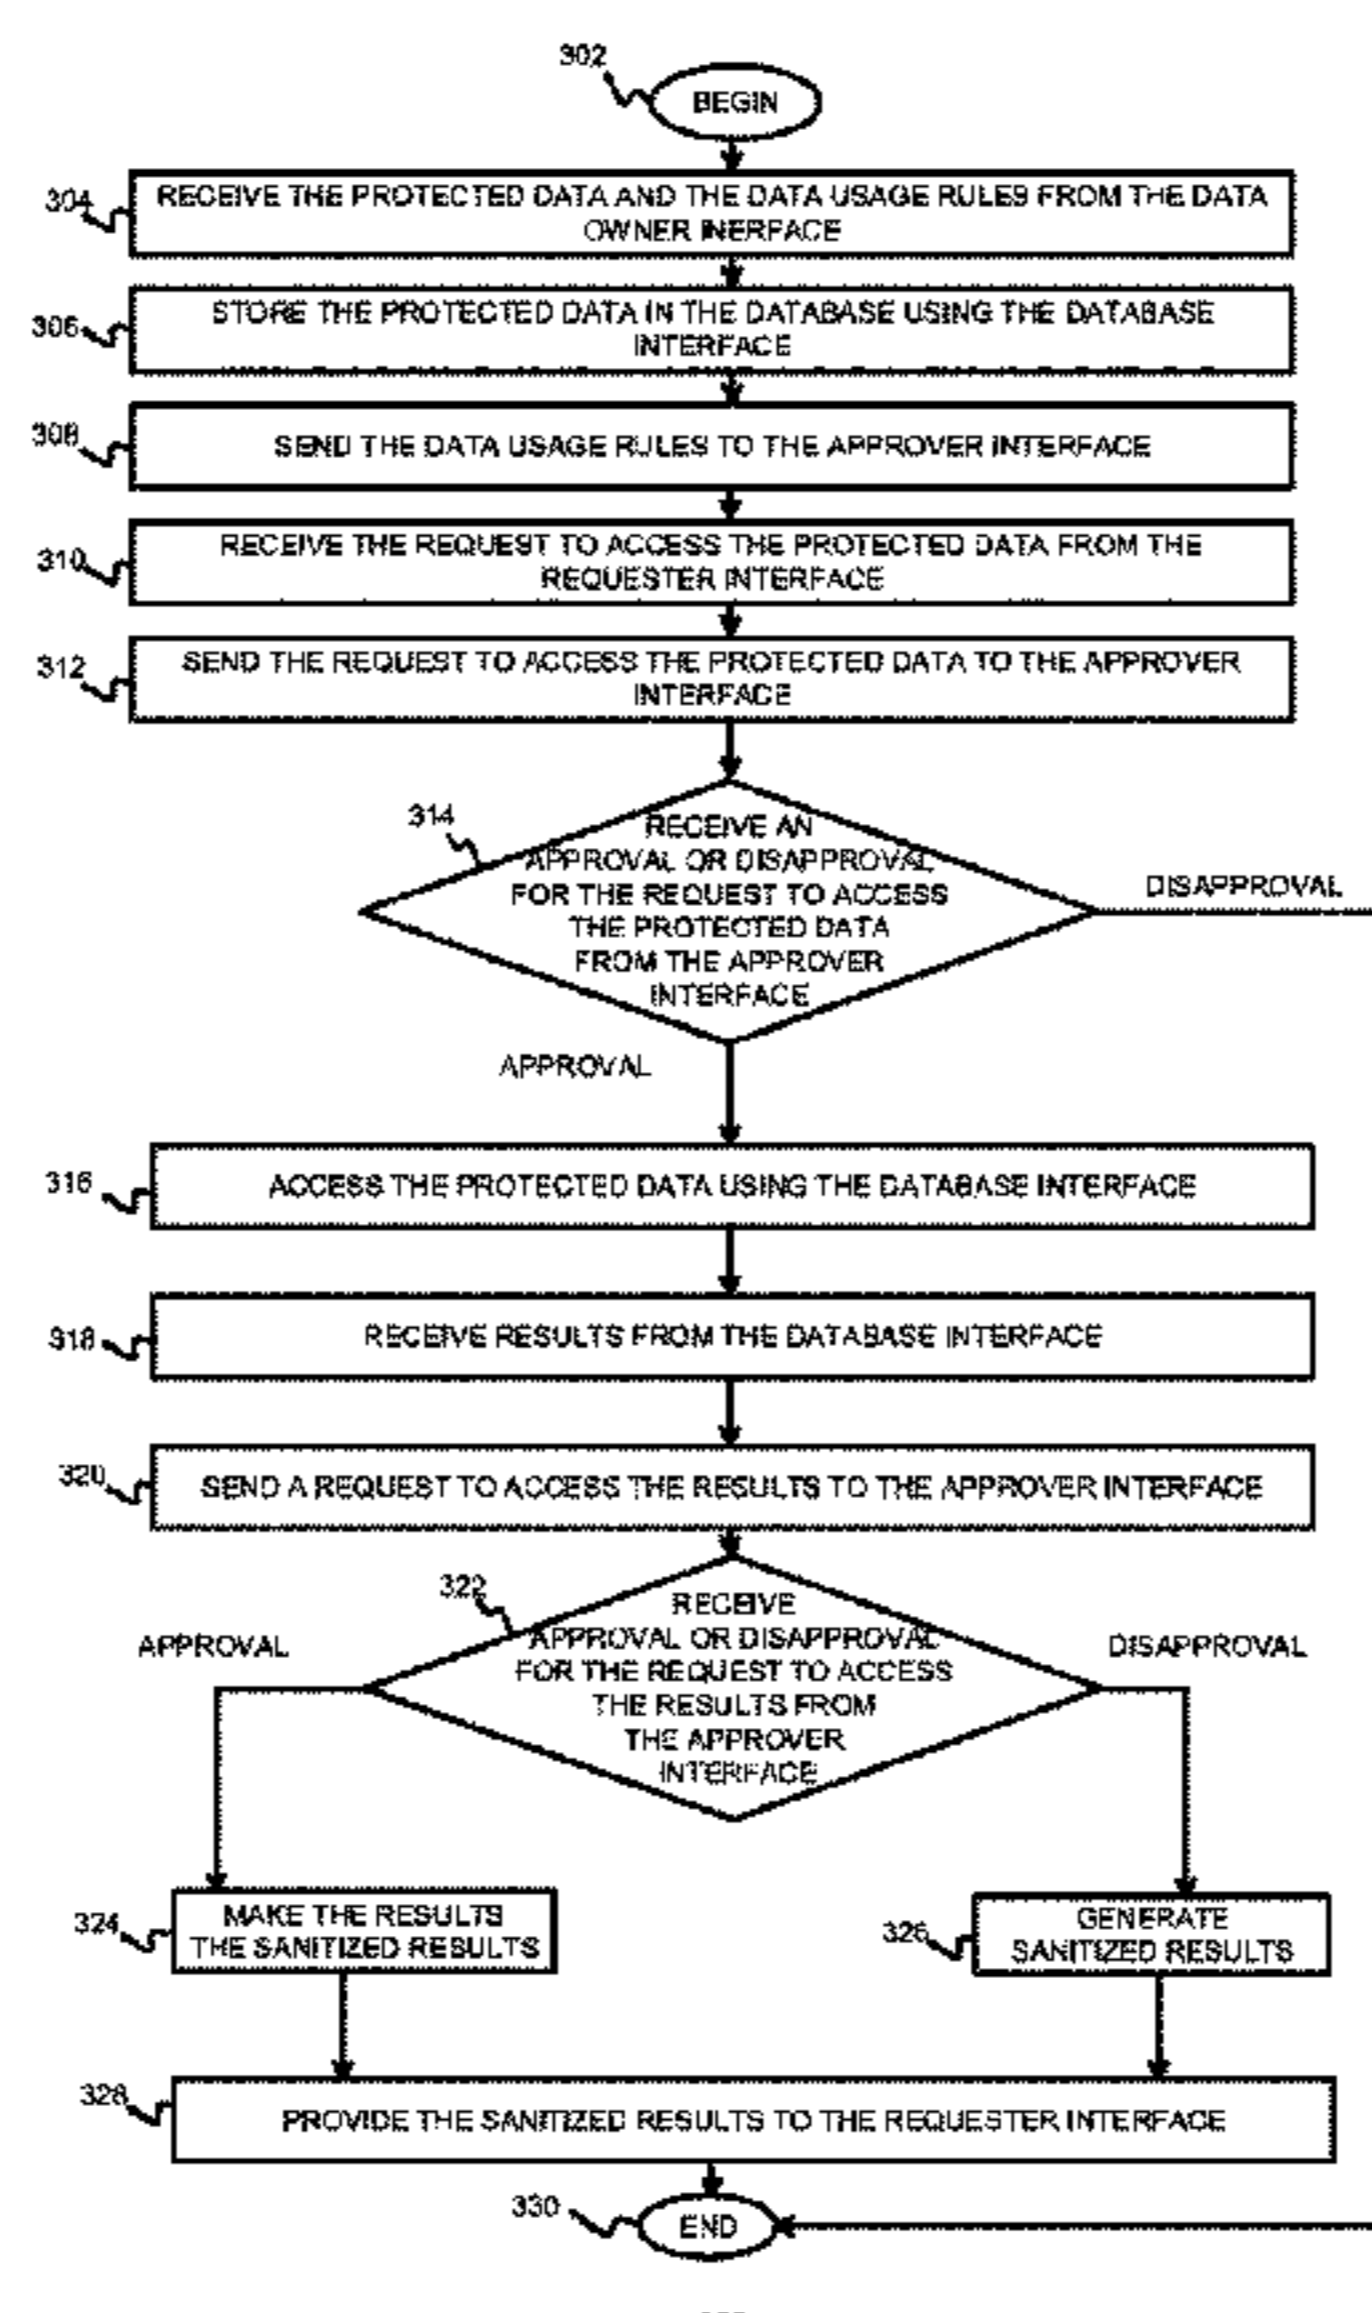 302
BEGIN
304
RECEIVE THE PROTECTED DATA AND THE DATA USAGE RULES FROM THE DATA
OWNER INERFACE
306
STORE THE PROTECTED DATA IN THE DATABASE USING THE DATABASE
INTERFACE
308
SEND THE DATA USAGE RULES TO THE APPROVER INTERFACE
310
RECEIVE THE REQUEST TO ACCESS THE PROTECTED DATA FROM THE
REQUESTER INTERFACE
312
SEND THE REQUEST TO ACCESS THE PROTECTED DATA TO THE APPROVER
INTERFACE
314
RECEIVE AN
APPROVAL OR DISAPPROVAL
FOR THE REQUEST TO ACCESS
THE PROTECTED DATA
FROM THE APPROVER
INTERFACE
DISAPPROVAL
APPROVAL
316
ACCESS THE PROTECTED DATA USING THE DATABASE INTERFACE
318
RECEIVE RESULTS FROM THE DATABASE INTERFACE
320
SEND A REQUEST TO ACCESS THE RESULTS TO THE APPROVER INTERFACE
322
RECEIVE
APPROVAL OR DISAPPROVAL
FOR THE REQUEST TO ACCESS
THE RESULTS FROM
THE APPROVER
INTERFACE
APPROVAL
DISAPPROVAL
324
MAKE THE RESULTS
THE SANITIZED RESULTS
326
GENERATE
SANITIZED RESULTS
328
PROVIDE THE SANITIZED RESULTS TO THE REQUESTER INTERFACE
330
END